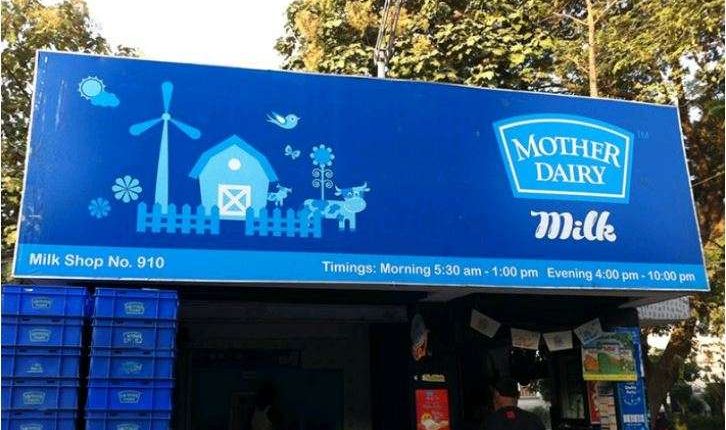 MOTHER
DAIRY
TM
Milk
Milk Shop No. 910
Timings: Morning 5:30 am - 1:00 pm Evening 4:00 pm - 10:00 pm